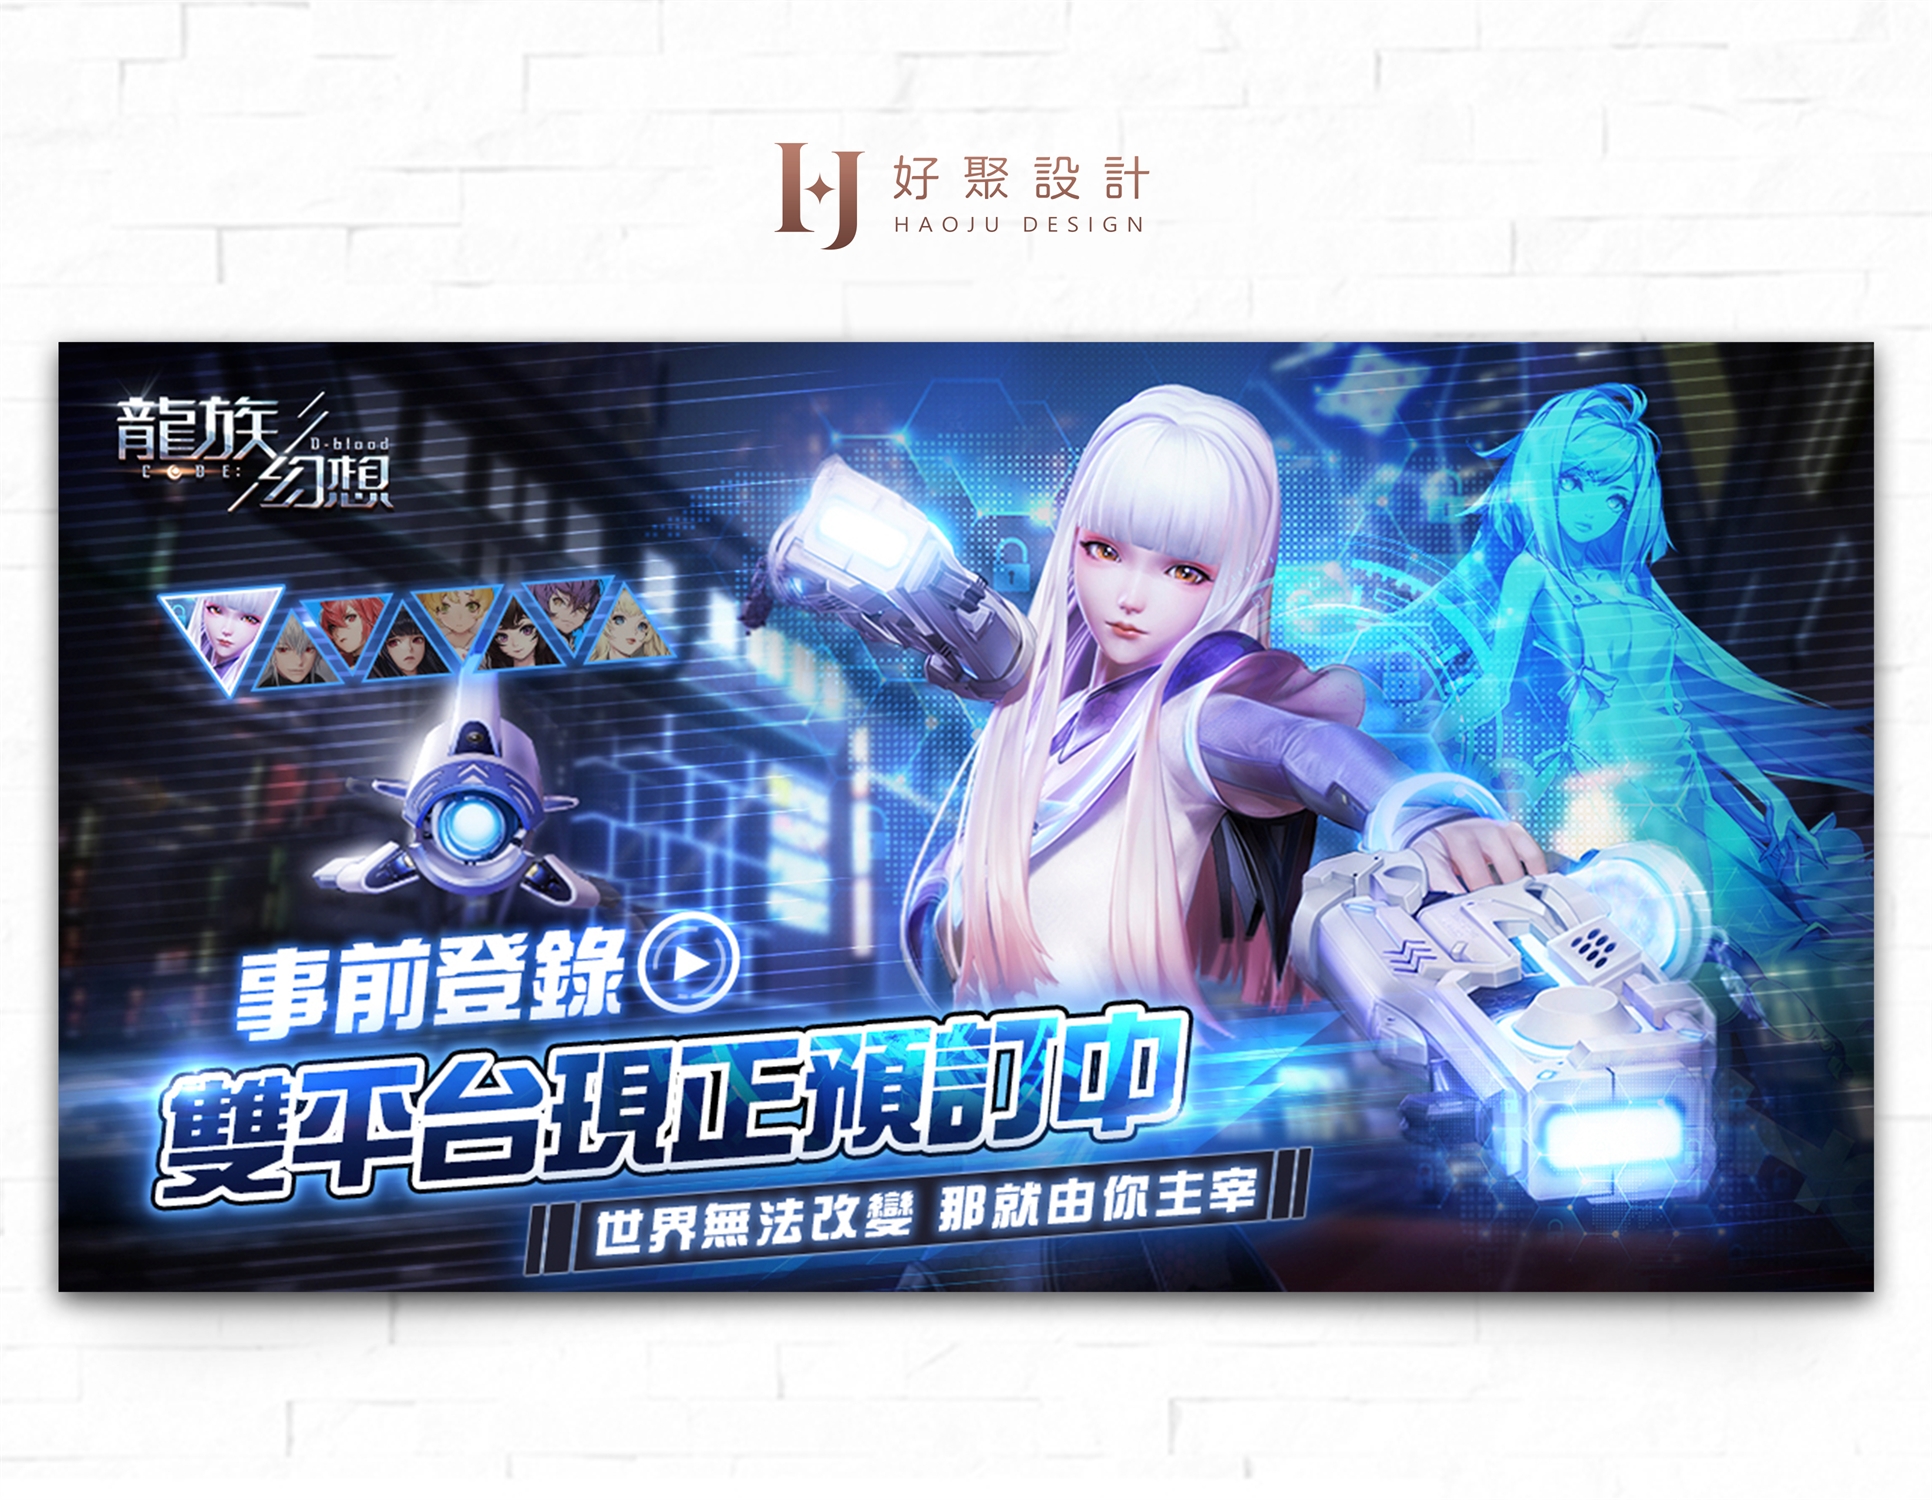 好聚設計
HAOJU DESIGN
龍族
幻想
CODE:
D-blood
事前登錄
雙平台現正預訂中
世界無法改變 那就由你主宰